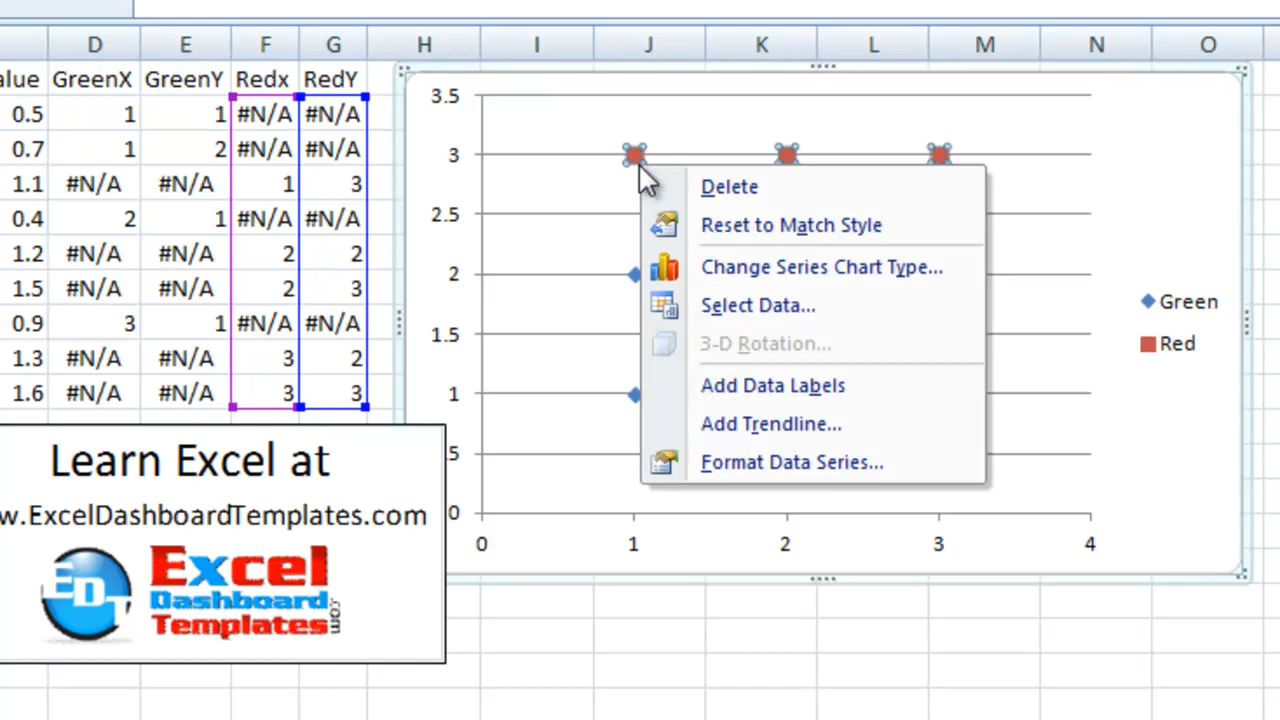 D E F G H I J K L M N O
alue GreenX GreenY Redx RedY
0.5 1 1 #N/A #N/A
0.7 1 2 #N/A #N/A
1.1 #N/A #N/A 1 3
0.4 2 1 #N/A #N/A
1.2 #N/A #N/A 2 2
1.5 #N/A #N/A 2 3
0.9 3 1 #N/A #N/A
1.3 #N/A #N/A 3 2
1.6 #N/A #N/A 3 3
3.5
3
2.5
2
1.5
1
5
0
0 1 2 3 4
Green
Red
Delete
Reset to Match Style
Change Series Chart Type...
Select Data...
3-D Rotation...
Add Data Labels
Add Trendline...
Format Data Series...
Learn Excel at
w.ExcelDashboardTemplates.com
EDT
Excel
Dashboard
Templates
.com